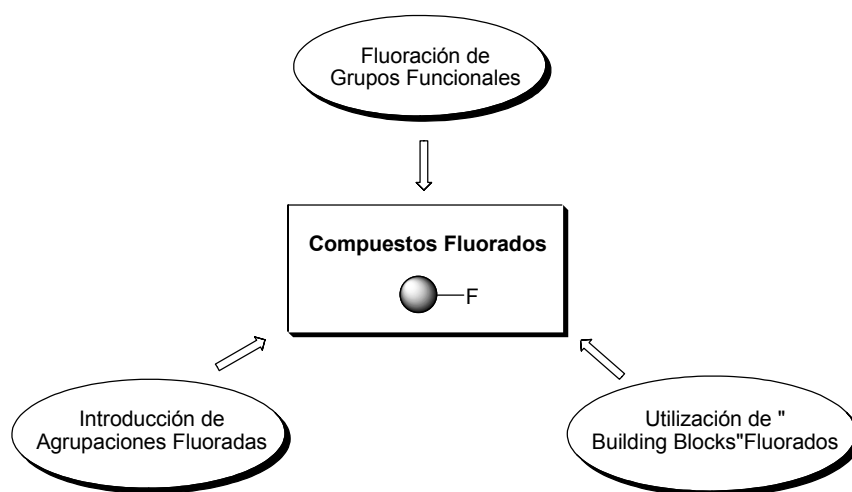 Fluoración de
Grupos Funcionales
Compuestos Fluorados
F
Introducción de
Agrupaciones Fluoradas
Utilización de "
Building Blocks"Fluorados